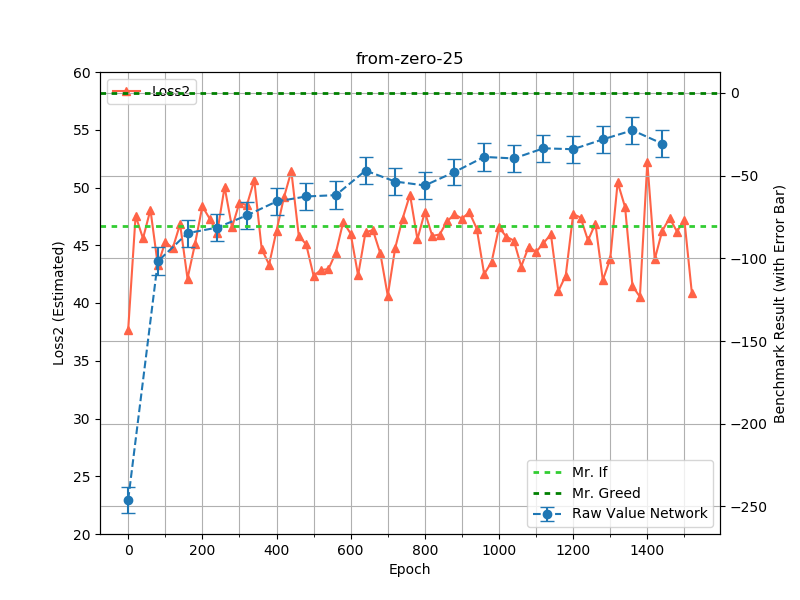 from-zero-25
Loss2
60
55
50
45
40
35
30
25
20
Loss2 (Estimated)
0
−50
−100
−150
−200
−250
Benchmark Result (with Error Bar)
Mr. If
Mr. Greed
Raw Value Network
0 200 400 600 800 1000 1200 1400
Epoch